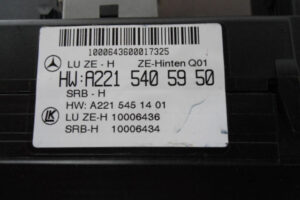 1000643600017325
LU ZE - H ZE-Hinten Q01
HW: A221 540 59 50
SRB - H
HW: A221 545 14 01
LU ZE-H 10006436
SRB-H 10006434
LK